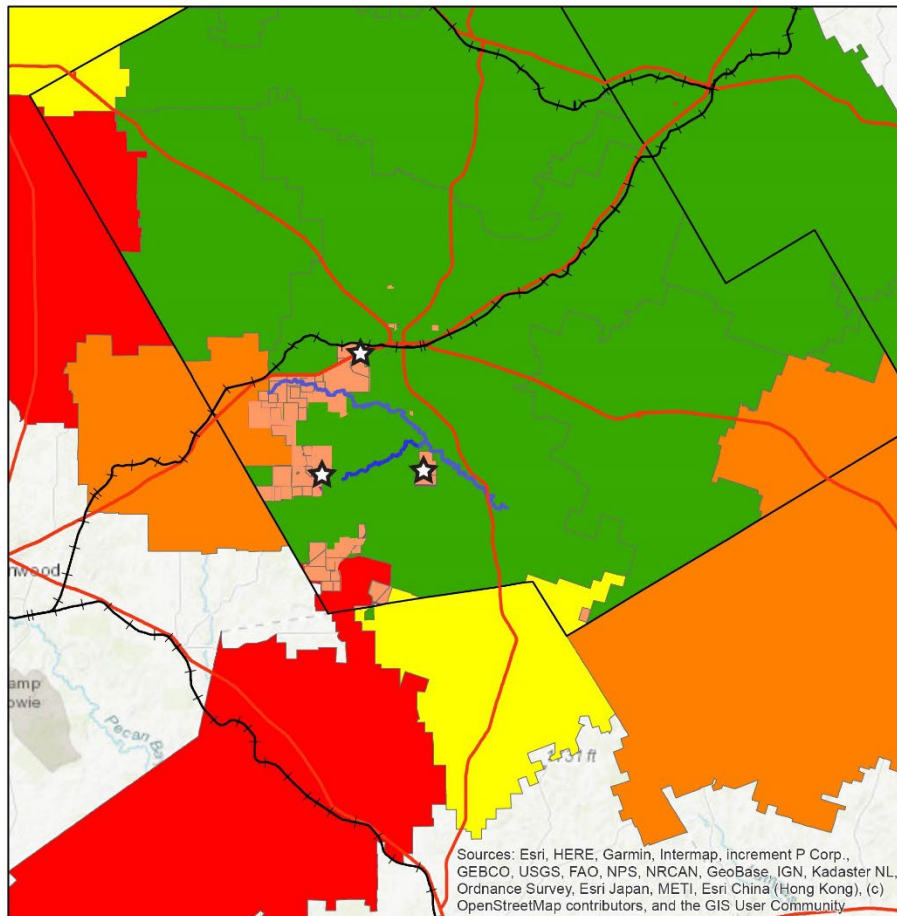 nwood
amp
owie
Pecan Ba
1731 ft
Sources: Esri, HERE, Garmin, Intermap, increment P Corp.,
GEBCO, USGS, FAO, NPS, NRCAN, GeoBase, IGN, Kadaster NL,
Ordnance Survey, Esri Japan, METI, Esri China (Hong Kong), (c)
OpenStreetMap contributors, and the GIS User Community